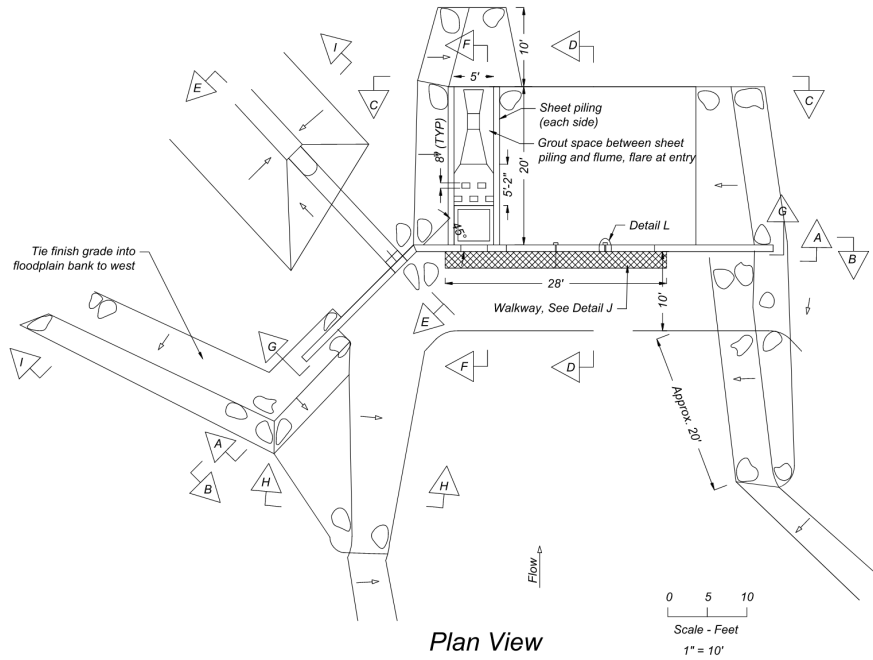 I
F
D
10'
E
5'
C
C
Sheet piling
(each side)
8" (TYP)
Grout space between sheet
piling and flume, flare at entry
20'
5'-2"
G
Detail L
A
45°
B
Tie finish grade into
floodplain bank to west
28'
10'
Walkway, See Detail J
E
G
I
F
D
Approx. 20'
A
B
H
H
Flow
0 5 10
Scale - Feet
1" = 10'
Plan View